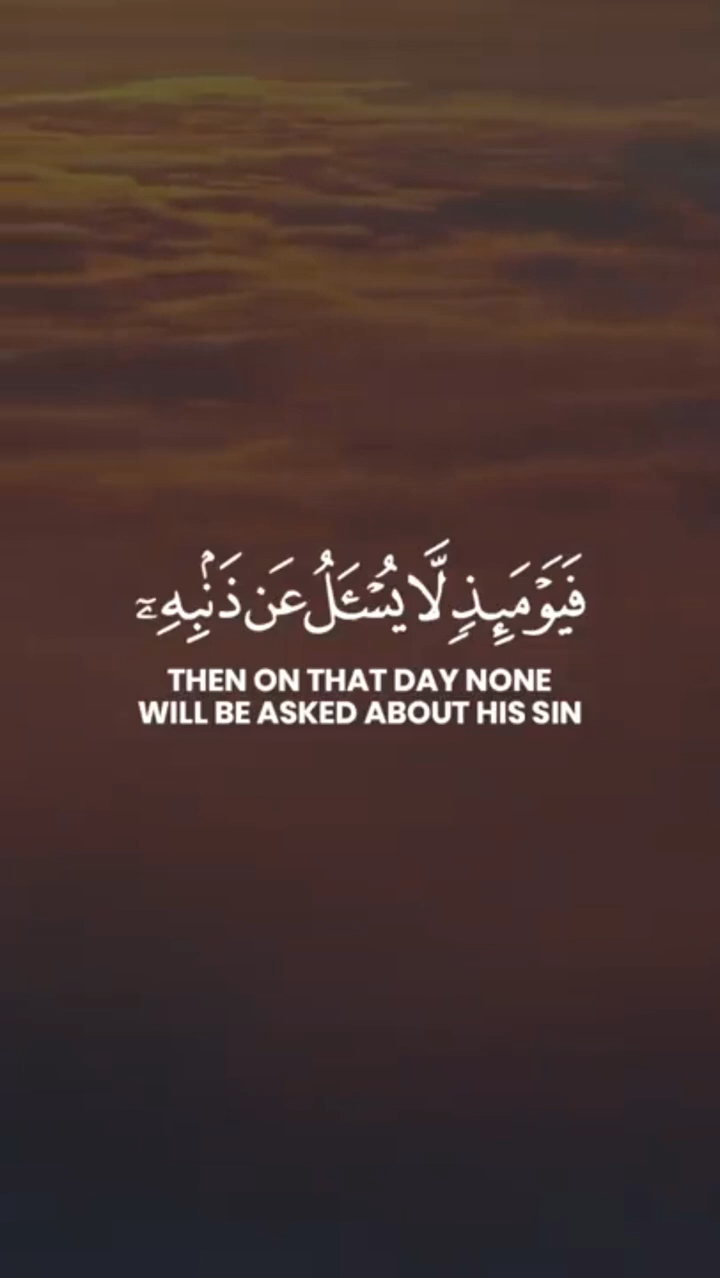 فَيَوۡمَئِذٖ لَّا يُسۡـَٔلُ عَن ذَنۢبِهِۦٓ
THEN ON THAT DAY NONE
WILL BE ASKED ABOUT HIS SIN